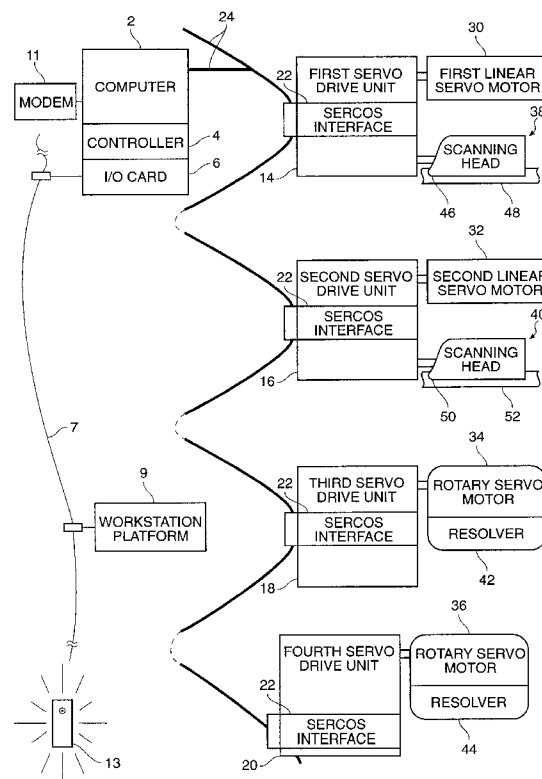 24
2
11
COMPUTER
MODEM
CONTROLLER
4
I/O CARD
6
30
22
FIRST SERVO
DRIVE UNIT
FIRST LINEAR
SERVO MOTOR
SERCOS
INTERFACE
38
SCANNING
HEAD
14
46
48
32
22
SECOND SERVO
DRIVE UNIT
SECOND LINEAR
SERVO MOTOR
SERCOS
INTERFACE
40
SCANNING
HEAD
16
50
52
7
9
WORKSTATION
PLATFORM
34
22
THIRD SERVO
DRIVE UNIT
ROTARY SERVO
MOTOR
SERCOS
INTERFACE
RESOLVER
18
42
36
FOURTH SERVO
DRIVE UNIT
ROTARY SERVO
MOTOR
22
RESOLVER
SERCOS
INTERFACE
44
20
13